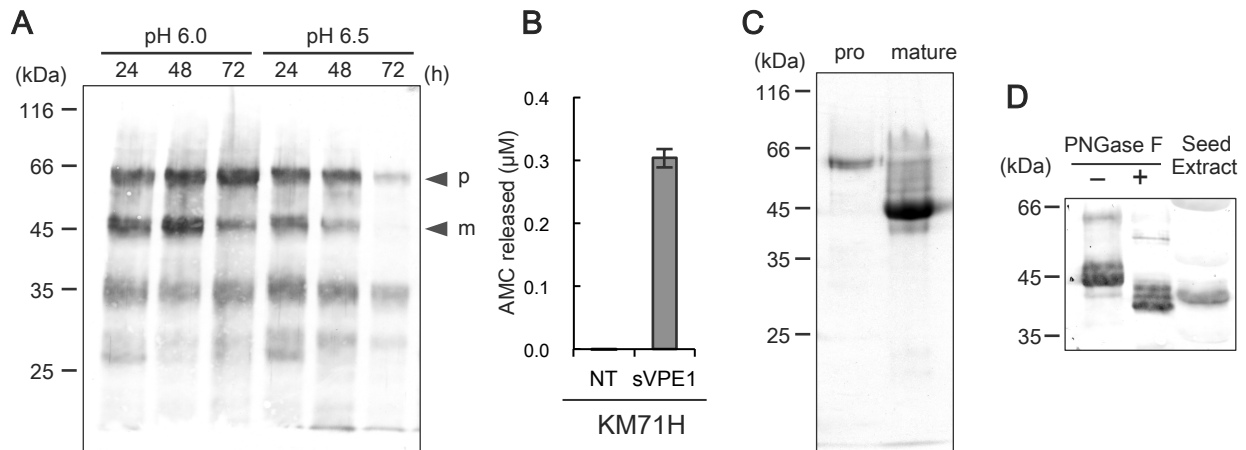 A
pH 6.0 pH 6.5
(kDa) 24 48 72 24 48 72 (h)
116
66
45
35
25
p
m
B
AMC released (µM)
0.4
0.3
0.2
0.1
0.0
NT sVPE1
KM71H
C
pro mature
(kDa)
116
66
45
35
25
D
PNGase F Seed
(kDa) − + Extract
66
45
35